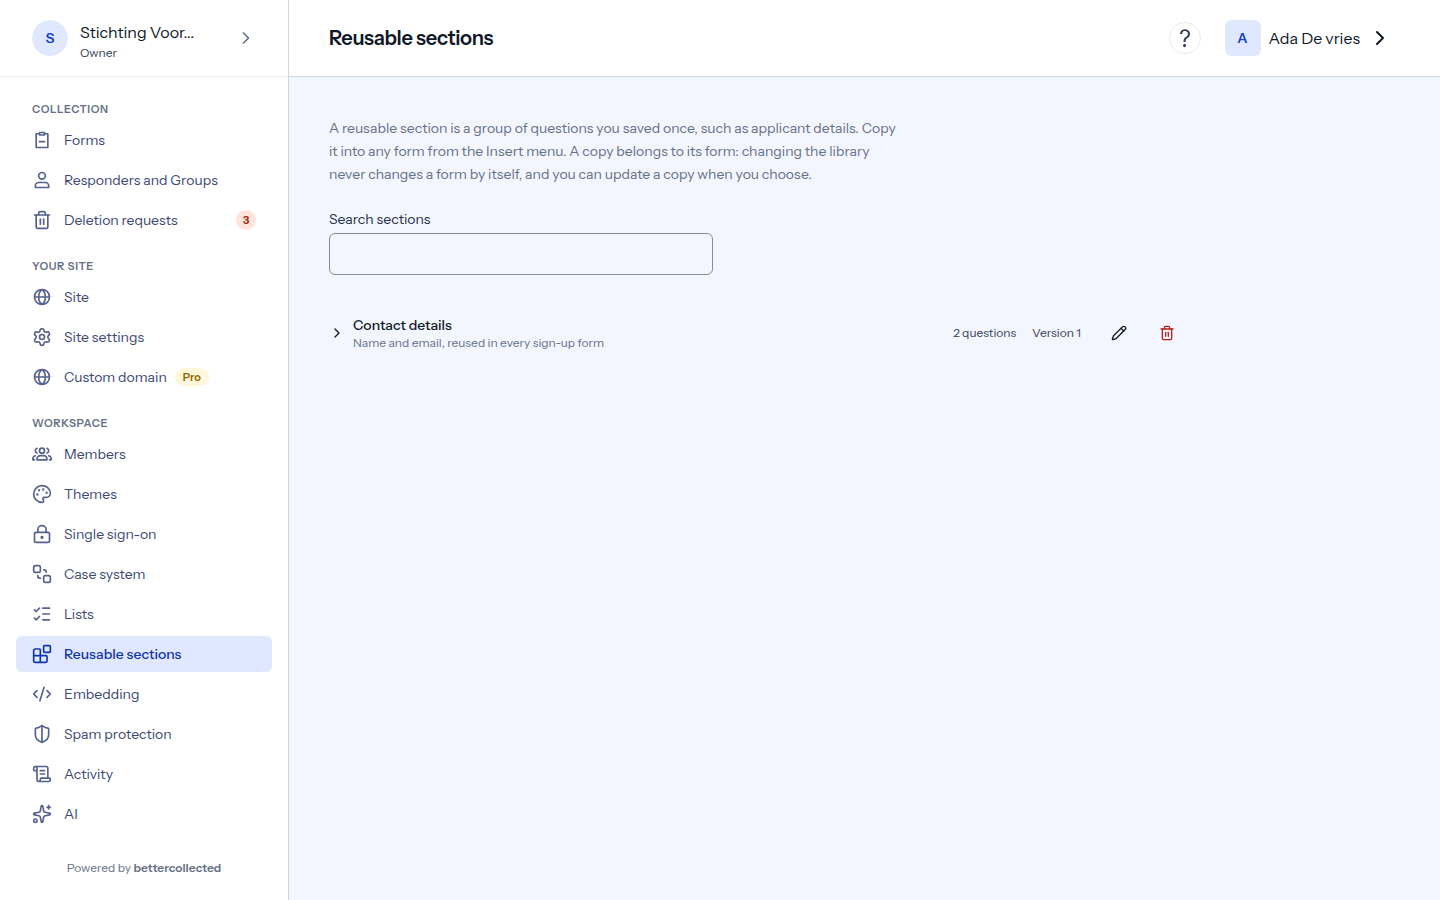 S
Stichting Voor...
Owner
COLLECTION
Forms
Responders and Groups
Deletion requests
3
YOUR SITE
Site
Site settings
Custom domain
Pro
WORKSPACE
Members
Themes
Single sign-on
Case system
Lists
Reusable sections
Embedding
Spam protection
Activity
AI
Powered by bettercollected
Reusable sections
?
A
Ada De vries
A reusable section is a group of questions you saved once, such as applicant details. Copy
it into any form from the Insert menu. A copy belongs to its form: changing the library
never changes a form by itself, and you can update a copy when you choose.
Search sections
Contact details
Name and email, reused in every sign-up form
2 questions
Version 1